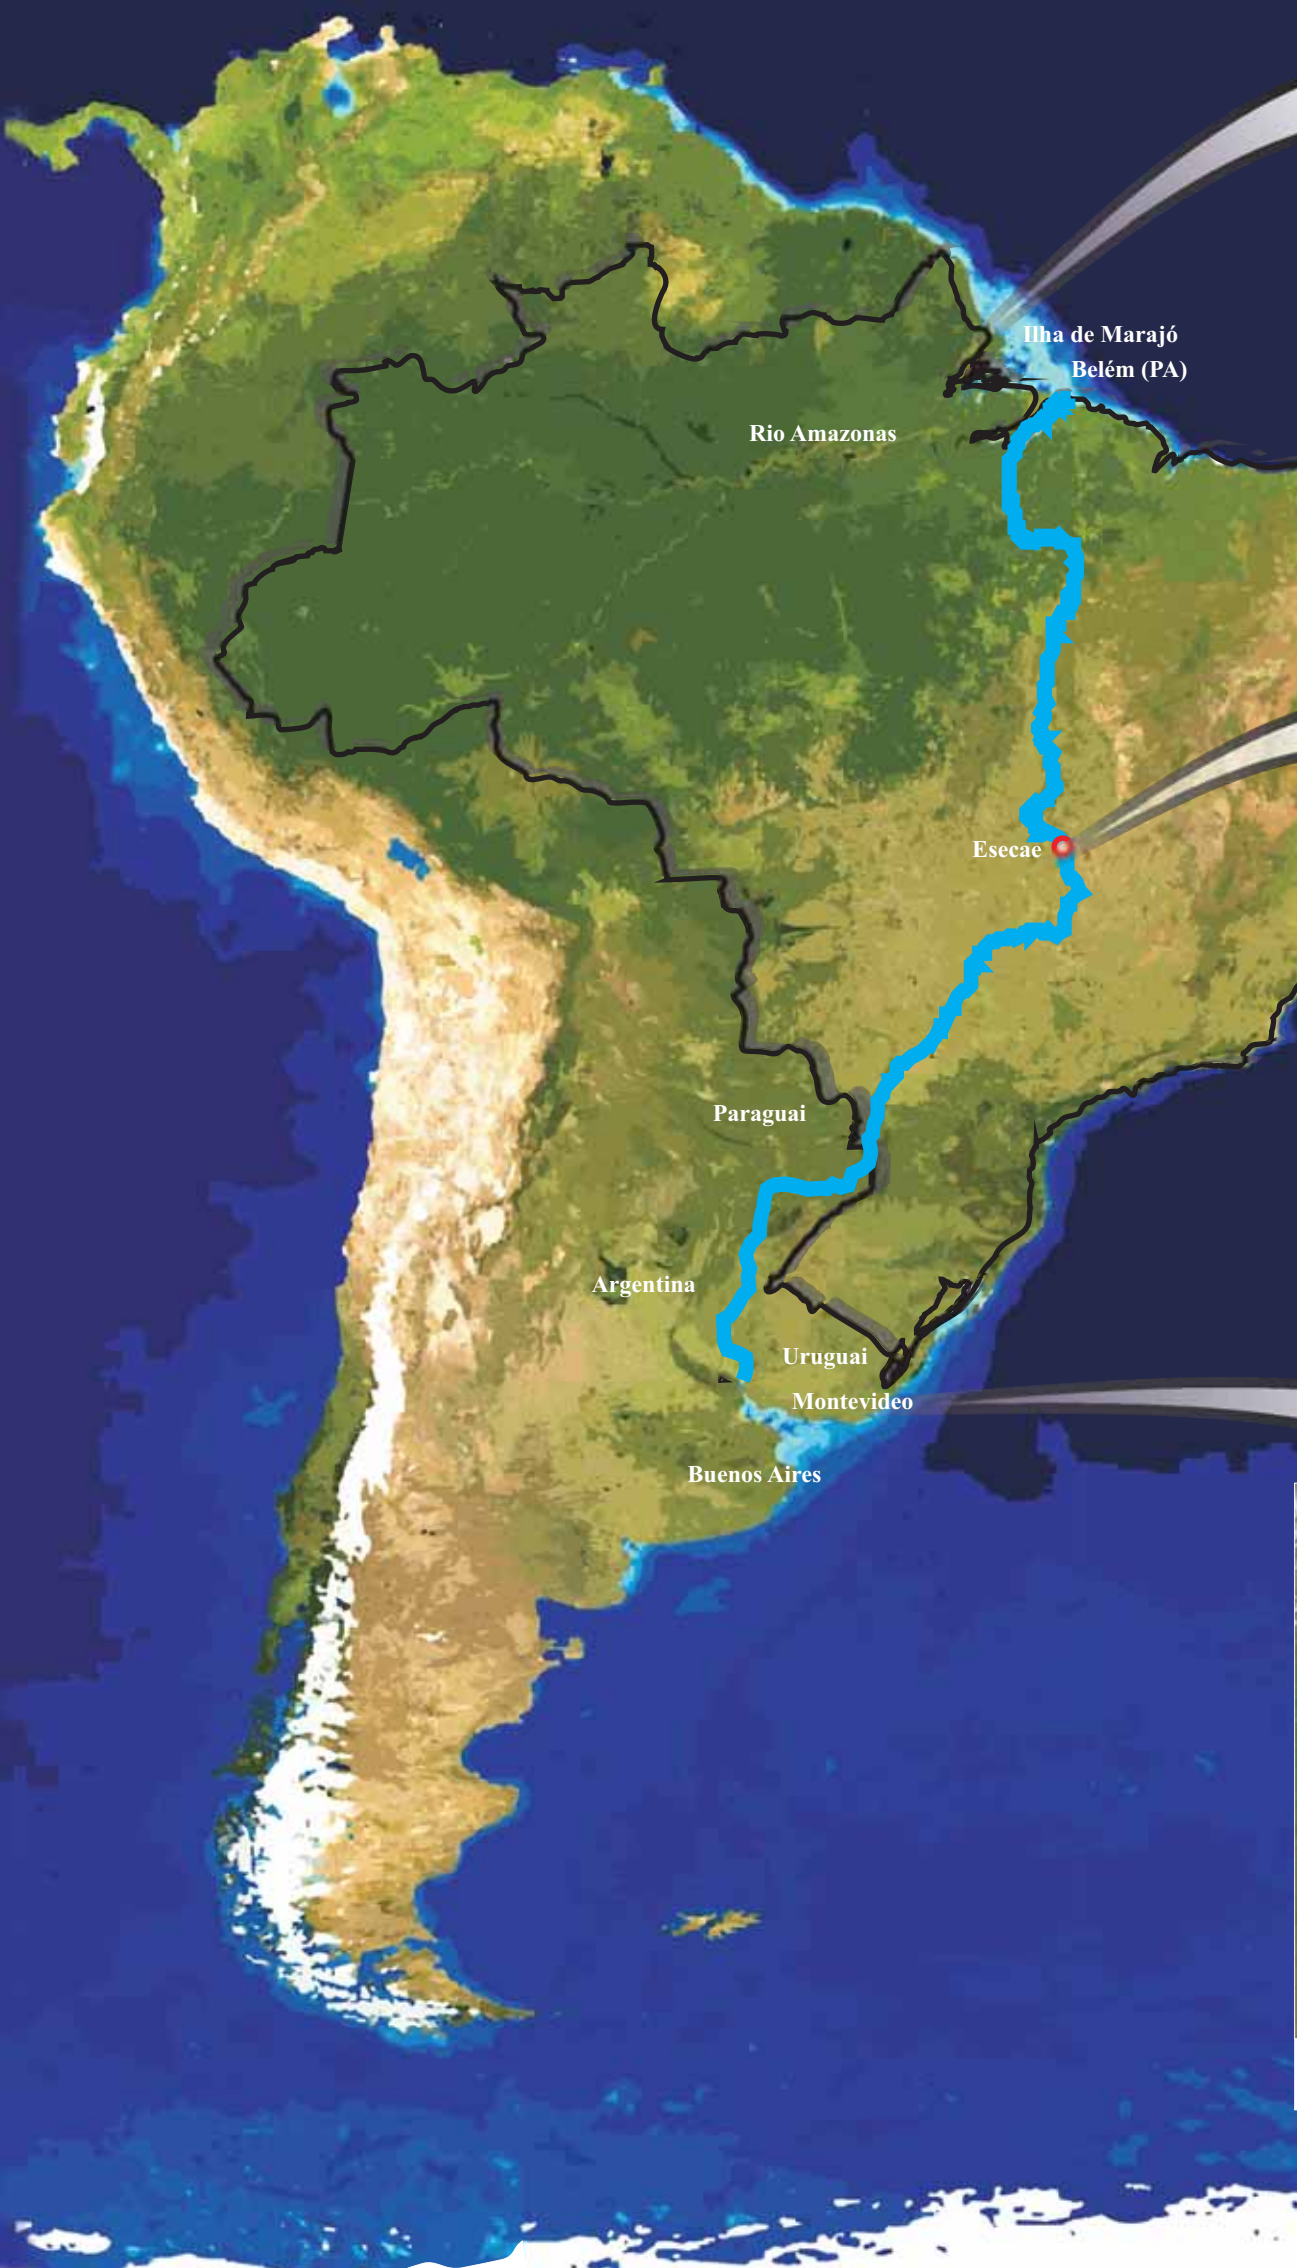 Ilha de Marajó
Belém (PA)
Rio Amazonas
Esecae
Paraguai
Argentina
Uruguai
Montevideo
Buenos Aires